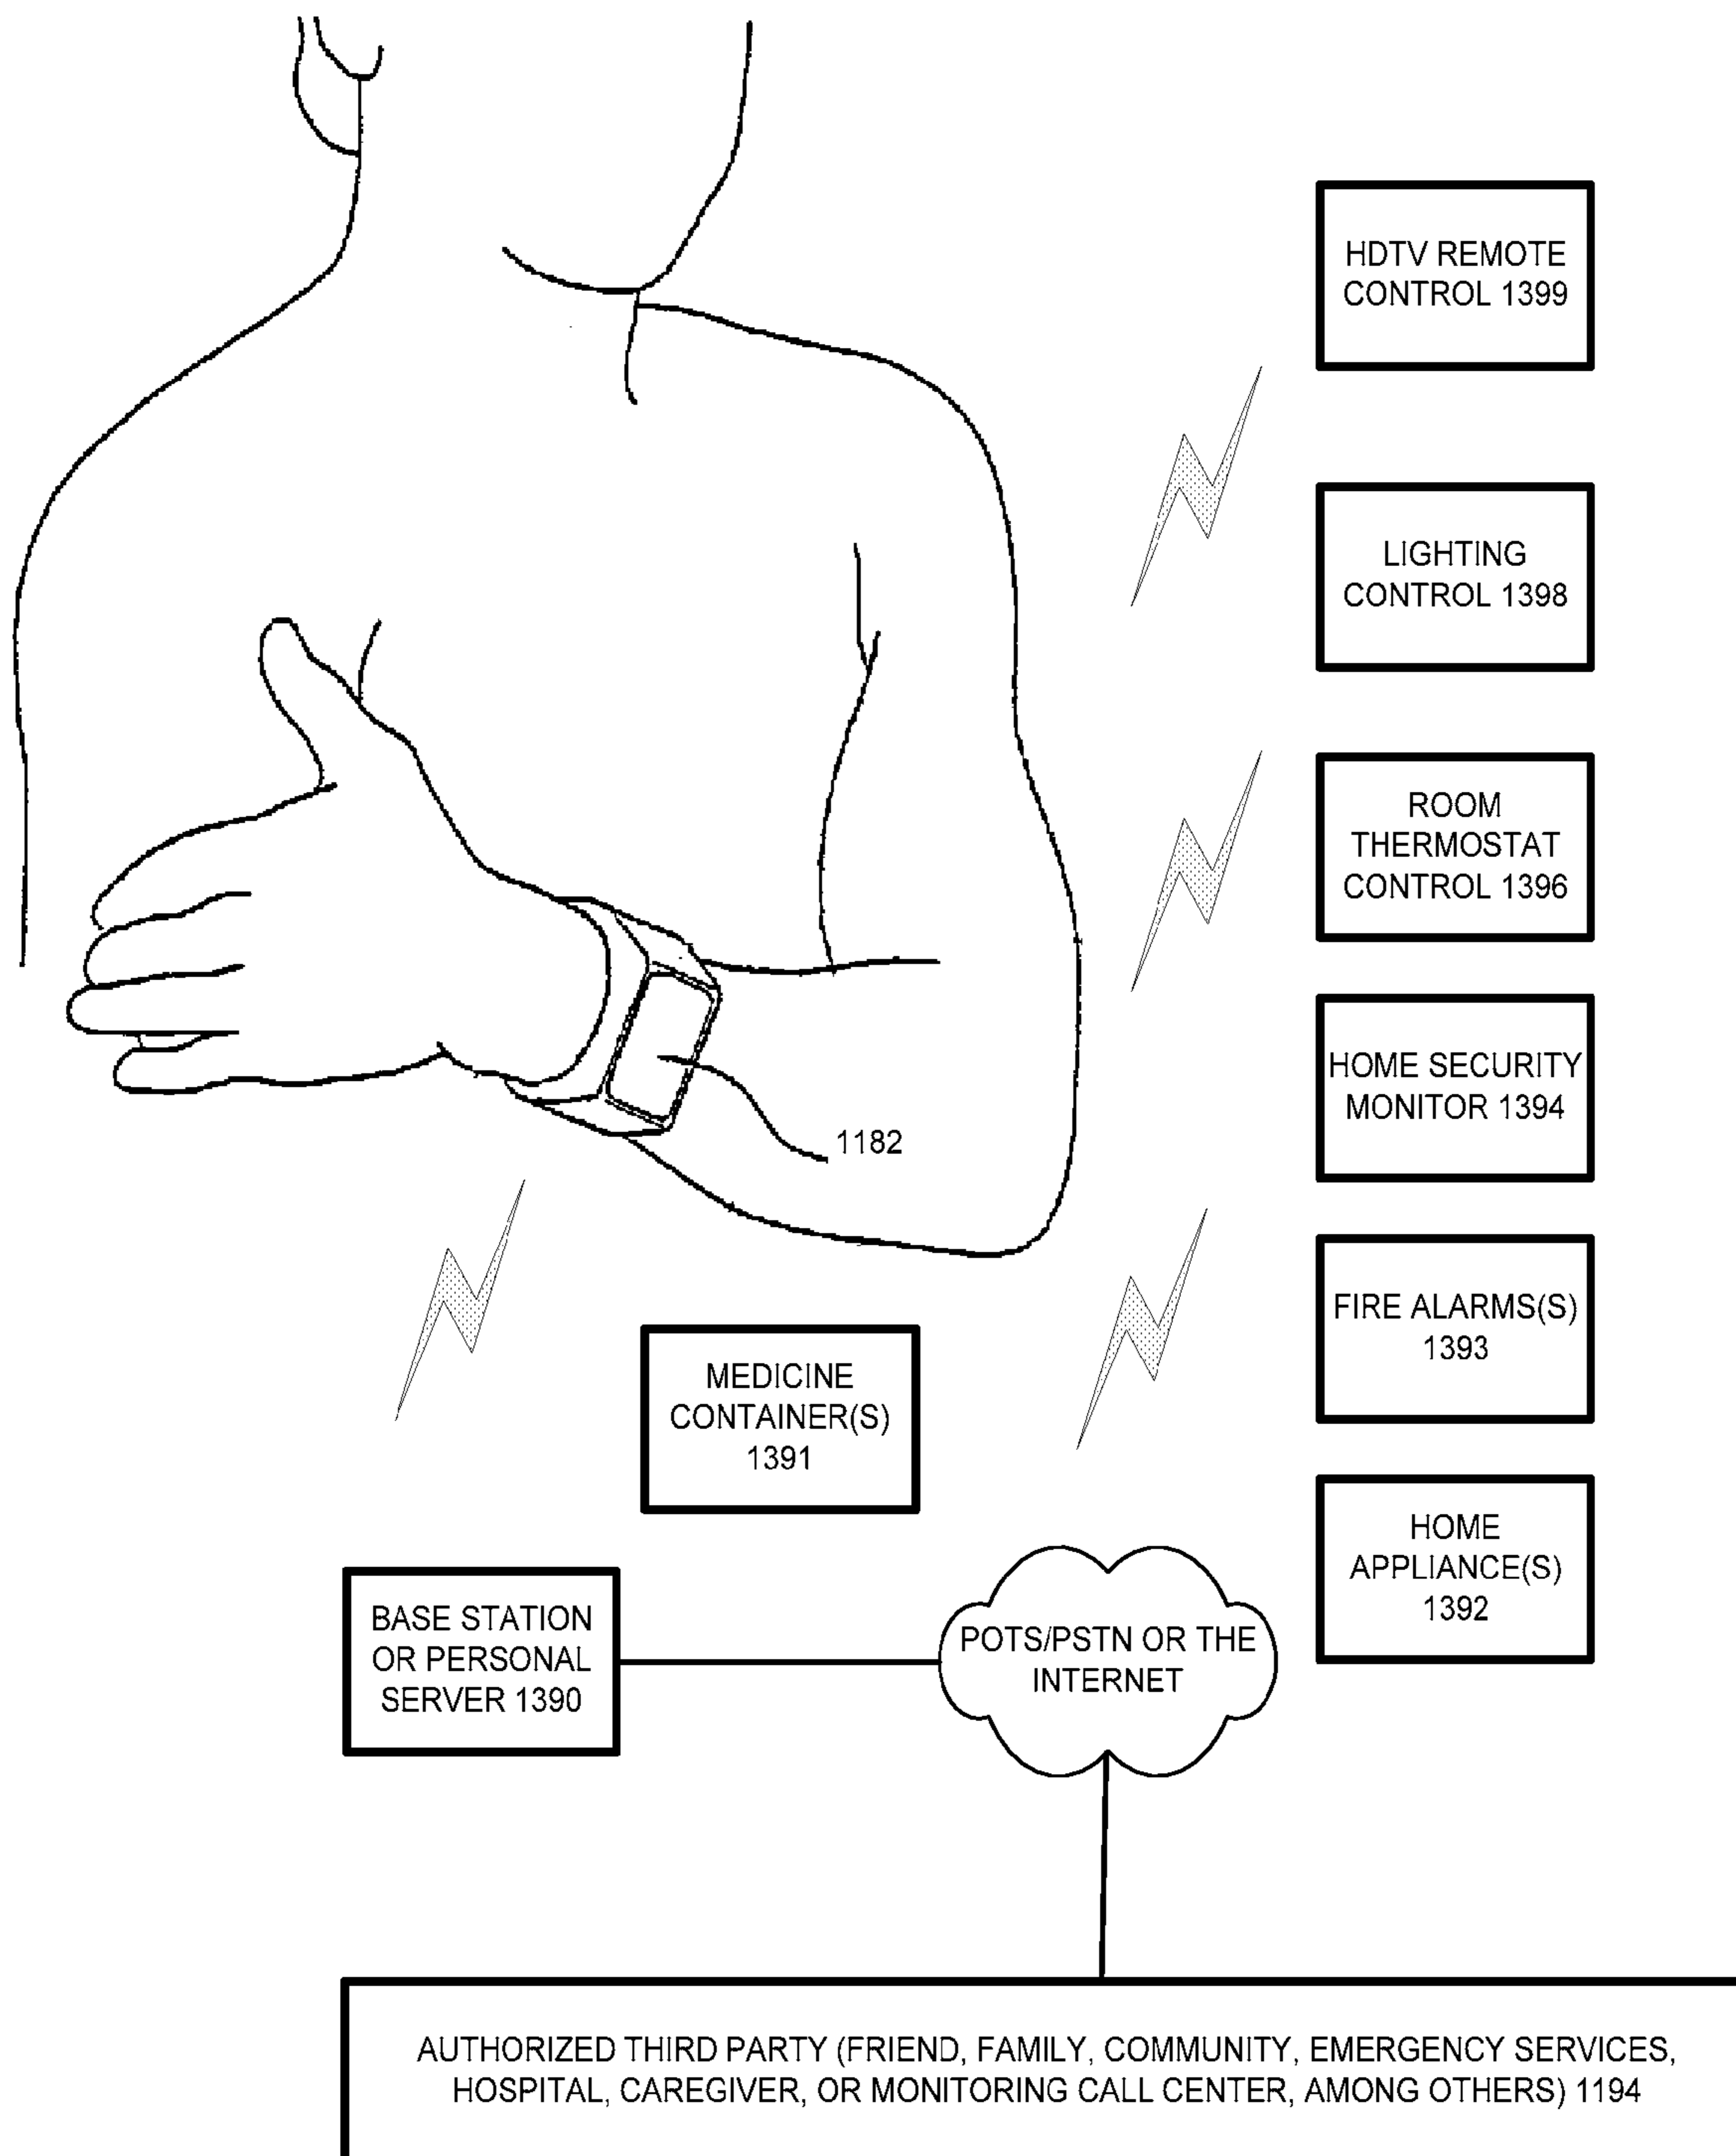 HDTV REMOTE
CONTROL 1399
LIGHTING
CONTROL 1398
ROOM
THERMOSTAT
CONTROL 1396
HOME SECURITY
MONITOR 1394
1182
FIRE ALARMS(S)
1393
MEDICINE
CONTAINER(S)
1391
HOME
APPLIANCE(S)
1392
BASE STATION
OR PERSONAL
SERVER 1390
POTS/PSTN OR THE
INTERNET
AUTHORIZED THIRD PARTY (FRIEND, FAMILY, COMMUNITY, EMERGENCY SERVICES,
HOSPITAL, CAREGIVER, OR MONITORING CALL CENTER, AMONG OTHERS) 1194